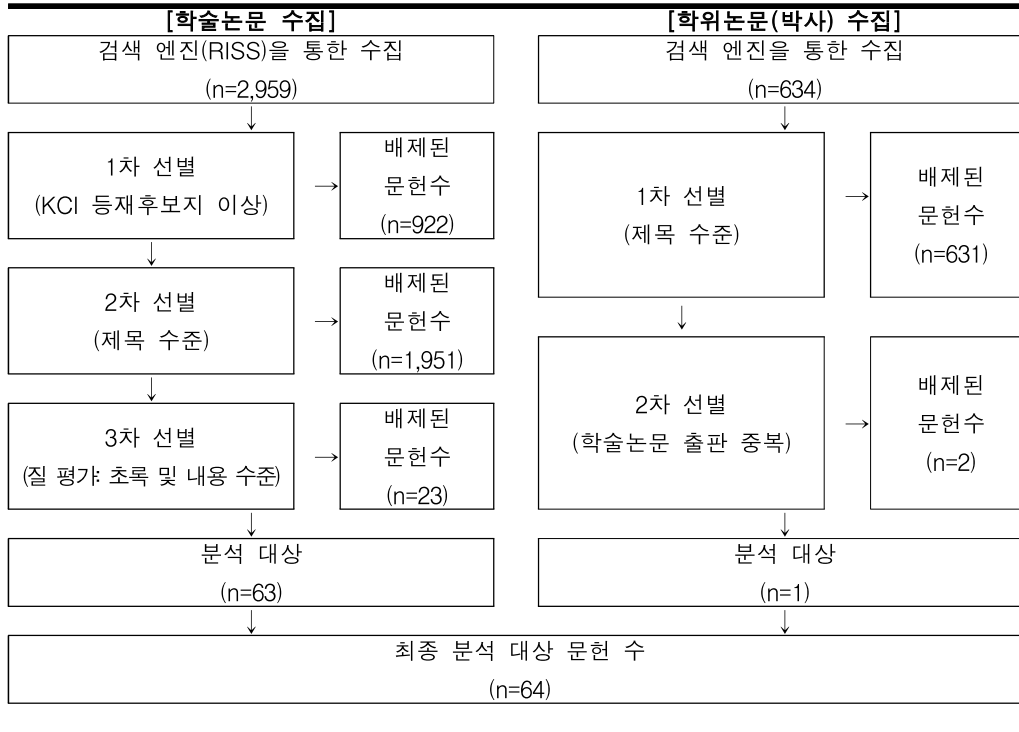 [학술논문 수집]
검색 엔진(RISS)을 통한 수집
(n=2,959)
1차 선별
(KCI 등재후보지 이상)
배제된
문헌수
(n=922)
2차 선별
(제목 수준)
배제된
문헌수
(n=1,951)
3차 선별
(질 평가: 초록 및 내용 수준)
배제된
문헌수
(n=23)
분석 대상
(n=63)
[학위논문(박사) 수집]
검색 엔진을 통한 수집
(n=634)
1차 선별
(제목 수준)
배제된
문헌수
(n=631)
2차 선별
(학술논문 출판 중복)
배제된
문헌수
(n=2)
분석 대상
(n=1)
최종 분석 대상 문헌 수
(n=64)